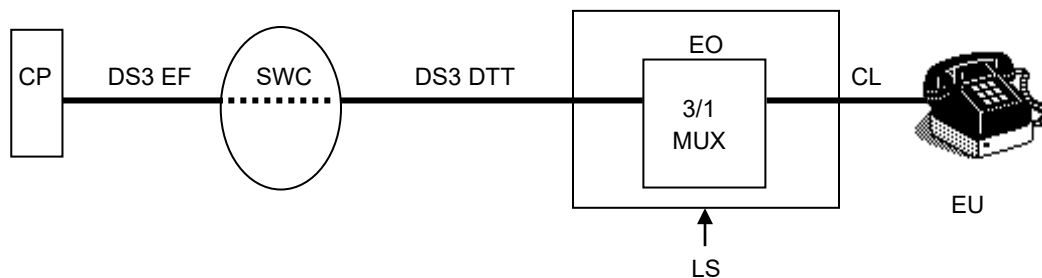 CP
DS3 EF
SWC
DS3 DTT
EO
3/1
MUX
CL
EU
LS